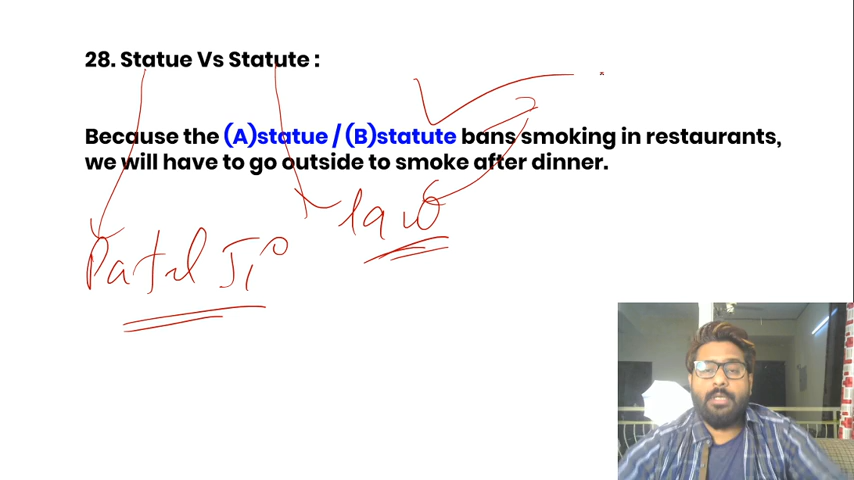 28. Statue Vs Statute :
Because the (A)statue / (B)statute bans smoking in restaurants,
we will have to go outside to smoke after dinner.
law
Patel Ji